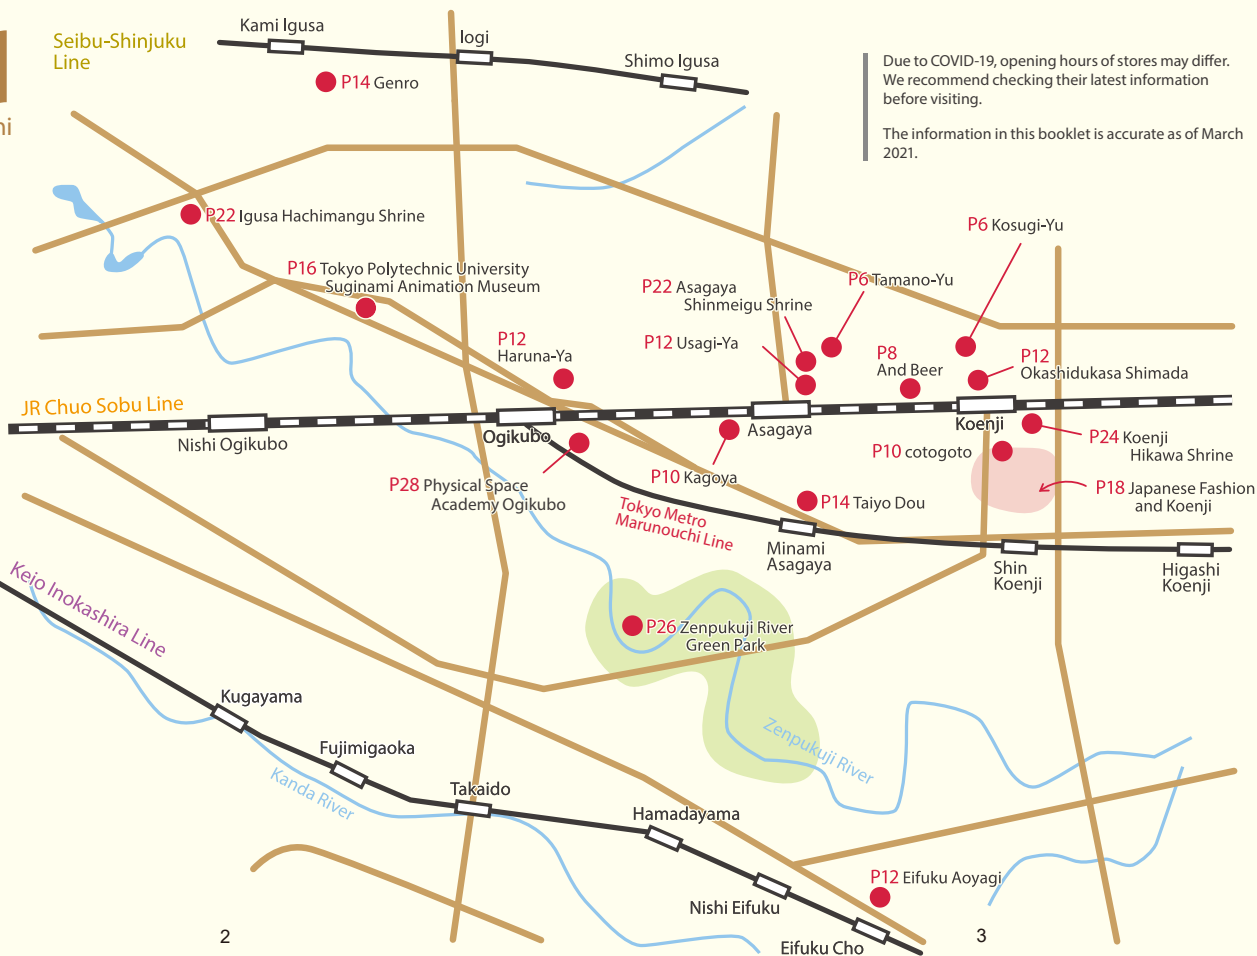 Kami Igusa
Iogi
Seibu-Shinjuku
Line
Shimo Igusa
P14 Genro
Due to COVID-19, opening hours of stores may differ.
We recommend checking their latest information
before visiting.
The information in this booklet is accurate as of March
2021.
ni
P22 Igusa Hachimangu Shrine
P6 Kosugi-Yu
P16 Tokyo Polytechnic University
Suginami Animation Museum
P22 Asagaya
Shinmeigu Shrine
P6 Tamano-Yu
P12
Haruna-Ya
P12 Usagi-Ya
P8
And Beer
P12
Okashidukasa Shimada
JR Chuo Sobu Line
Nishi Ogikubo
Ogikubo
Asagaya
Koenji
P24 Koenji
Hikawa Shrine
P10 cotogoto
P10 Kagoya
P28 Physical Space
Academy Ogikubo
P18 Japanese Fashion
and Koenji
P14 Taiyo Dou
Tokyo Metro
Marunouchi Line
Minami
Asagaya
Shin
Koenji
Higashi
Koenji
Keio Inokashira Line
P26 Zenpukuji River
Green Park
Kugayama
Fujimigaoka
Zenpukuji River
Kanda River
Takaido
Hamadayama
P12 Eifuku Aoyagi
Nishi Eifuku
Eifuku Cho
2
3